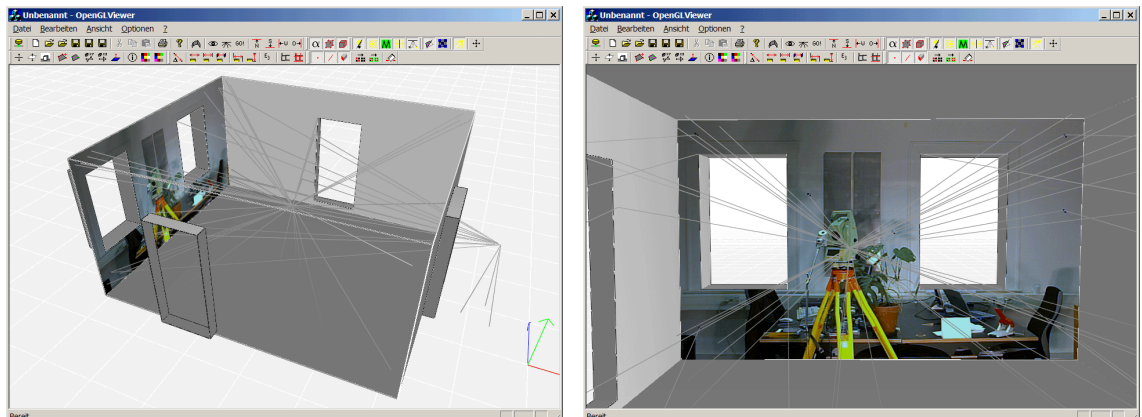 Unbenannt - OpenGLViewer
Datei Bearbeiten Ansicht Optionen ?
Bereit
Unbenannt - OpenGLViewer
Datei Bearbeiten Ansicht Optionen ?
Bereit